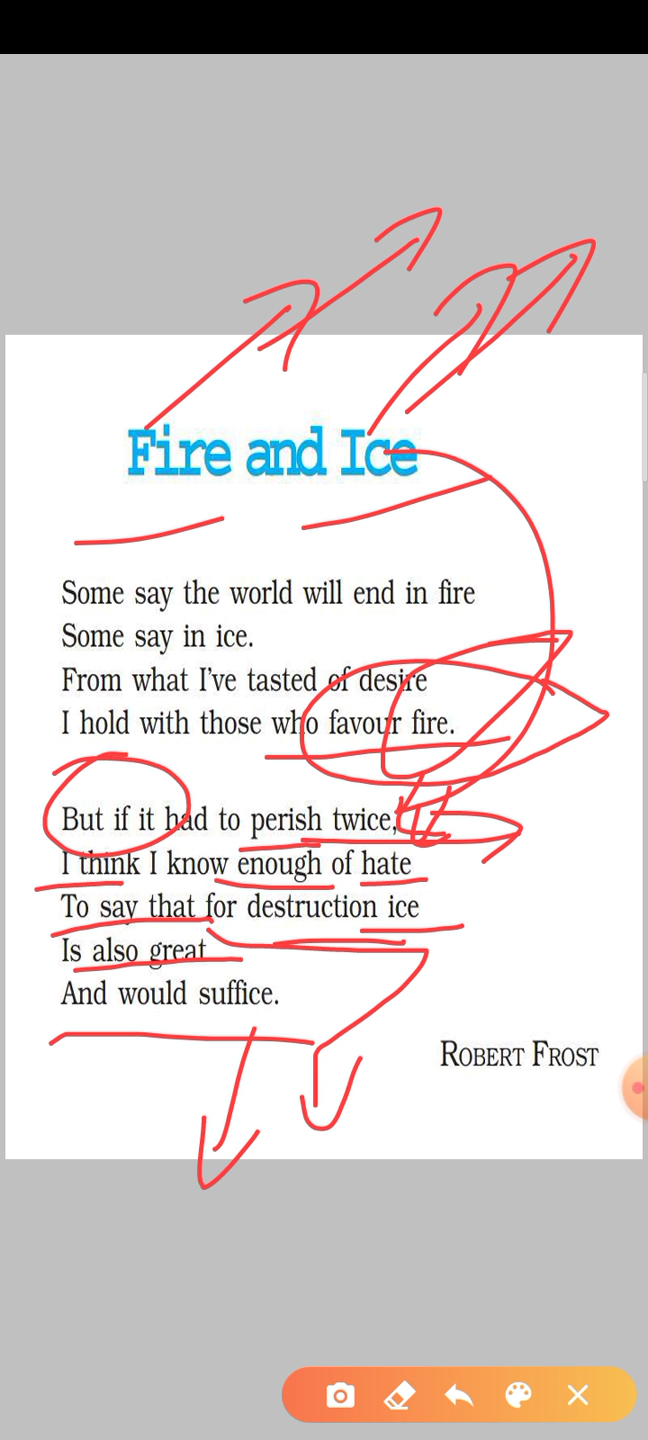 Fire and Ice
Some say the world will end in fire
Some say in ice.
From what I've tasted of desire
I hold with those who favour fire.
But if it had to perish twice,
I think I know enough of hate
To say that for destruction ice
Is also great
And would suffice.
ROBERT FROST